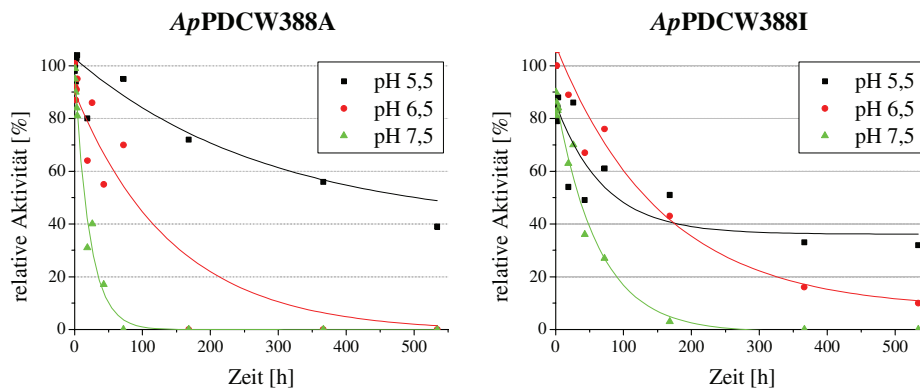 ApPDCW388A
relative Aktivität [%]
100
80
60
40
20
0
pH 5,5
pH 6,5
pH 7,5
0 100 200 300 400 500
Zeit [h]
ApPDCW388I
relative Aktivität [%]
100
80
60
40
20
0
pH 5,5
pH 6,5
pH 7,5
0 100 200 300 400 500
Zeit [h]